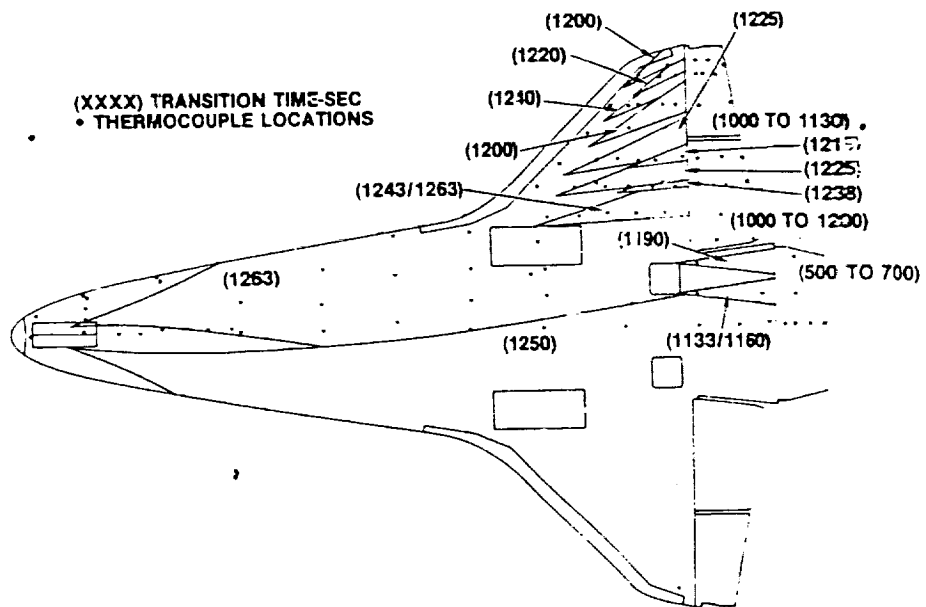 (1200)
(1225)
(1220)
(XXXX) TRANSITION TIME-SEC
• THERMOCOUPLE LOCATIONS
(1240)
(1000 TO 1130)
(1200)
(1225)
(1243/1263)
(1238)
(1000 TO 1200)
(1190)
(1263)
(500 TO 700)
(1250)
(1133/1160)